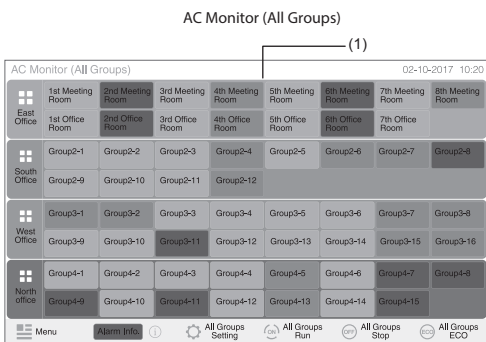 AC Monitor (All Groups)
(1)
AC Monitor (All Groups) 02-10-2017 10:20
East Office
1st Meeting Room 2nd Meeting Room 3rd Meeting Room 4th Meeting Room 5th Meeting Room 6th Meeting Room 7th Meeting Room 8th Meeting Room
1st Office Room 2nd Office Room 3rd Office Room 4th Office Room 5th Office Room 6th Office Room 7th Office Room
South Office
Group2-1 Group2-2 Group2-3 Group2-4 Group2-5 Group2-6 Group2-7 Group2-8
Group2-9 Group2-10 Group2-11 Group2-12
West Office
Group3-1 Group3-2 Group3-3 Group3-4 Group3-5 Group3-6 Group3-7 Group3-8
Group3-9 Group3-10 Group3-11 Group3-12 Group3-13 Group3-14 Group3-15 Group3-16
North office
Group4-1 Group4-2 Group4-3 Group4-4 Group4-5 Group4-6 Group4-7 Group4-8
Group4-9 Group4-10 Group4-11 Group4-12 Group4-13 Group4-14 Group4-15
Menu Alarm Info. i All Groups Setting ON All Groups Run OFF All Groups Stop ECO All Groups ECO